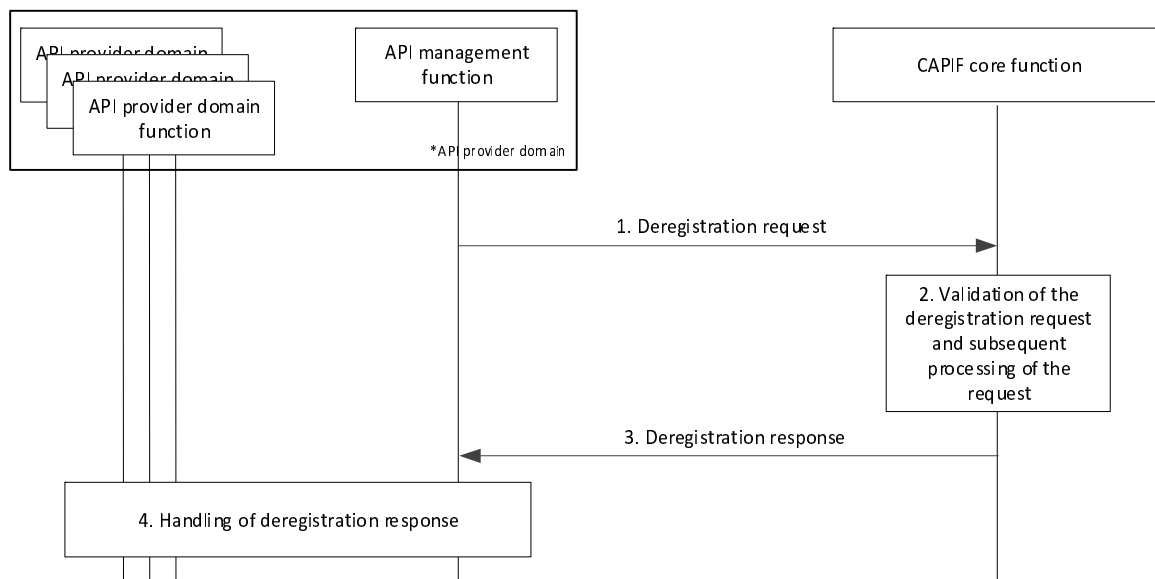 API provider domain
API provider domain
API provider domain
function
API management
function
*API provider domain
CAPIF core function
1. Deregistration request
2. Validation of the
deregistration request
and subsequent
processing of the
request
3. Deregistration response
4. Handling of deregistration response